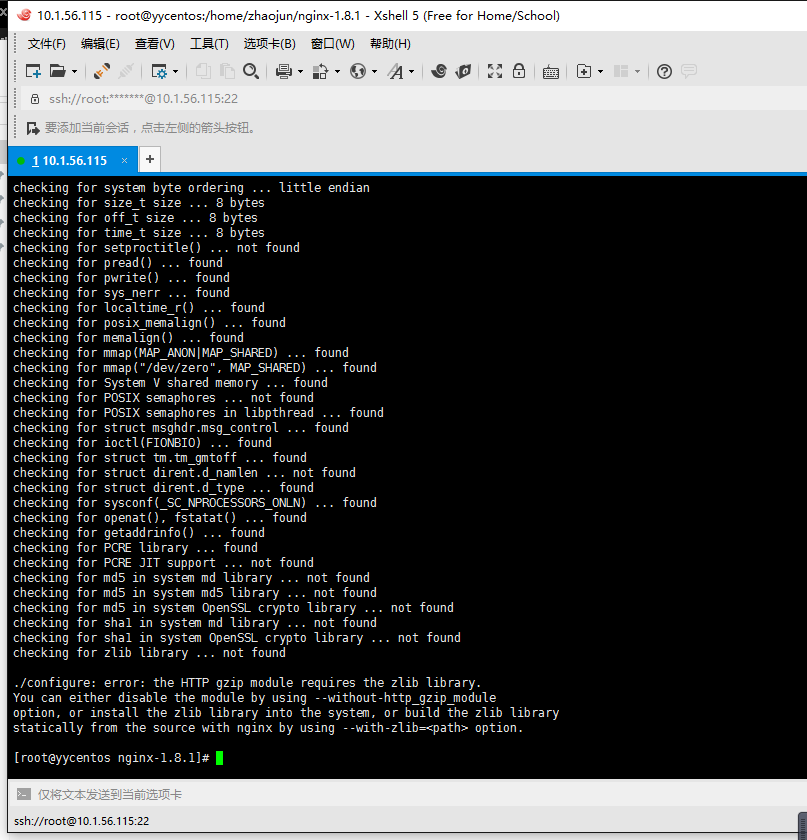 10.1.56.115 - root@yycentos:/home/zhaojun/nginx-1.8.1 - Xshell 5 (Free for Home/School)
文件(F) 编辑(E) 查看(V) 工具(T) 选项卡(B) 窗口(W) 帮助(H)
ssh://root:*******@10.1.56.115:22
要添加当前会话，点击左侧的箭头按钮。
1 10.1.56.115 × +
checking for system byte ordering ... little endian
checking for size_t size ... 8 bytes
checking for off_t size ... 8 bytes
checking for time_t size ... 8 bytes
checking for setproctitle() ... not found
checking for pread() ... found
checking for pwrite() ... found
checking for sys_nerr ... found
checking for localtime_r() ... found
checking for posix_memalign() ... found
checking for memalign() ... found
checking for mmap(MAP_ANON|MAP_SHARED) ... found
checking for mmap("/dev/zero", MAP_SHARED) ... found
checking for System V shared memory ... found
checking for POSIX semaphores ... not found
checking for POSIX semaphores in libpthread ... found
checking for struct msghdr.msg_control ... found
checking for ioctl(FIONBIO) ... found
checking for struct tm.tm_gmtoff ... found
checking for struct dirent.d_namlen ... not found
checking for struct dirent.d_type ... found
checking for sysconf(_SC_NPROCESSORS_ONLN) ... found
checking for openat(), fstatat() ... found
checking for getaddrinfo() ... found
checking for PCRE library ... found
checking for PCRE JIT support ... not found
checking for md5 in system md library ... not found
checking for md5 in system md5 library ... not found
checking for md5 in system OpenSSL crypto library ... not found
checking for sha1 in system md library ... not found
checking for sha1 in system OpenSSL crypto library ... not found
checking for zlib library ... not found
./configure: error: the HTTP gzip module requires the zlib library.
You can either disable the module by using --without-http_gzip_module
option, or install the zlib library into the system, or build the zlib library
statically from the source with nginx by using --with-zlib=<path> option.
[root@yycentos nginx-1.8.1]#
仅将文本发送到当前选项卡
ssh://root@10.1.56.115:22